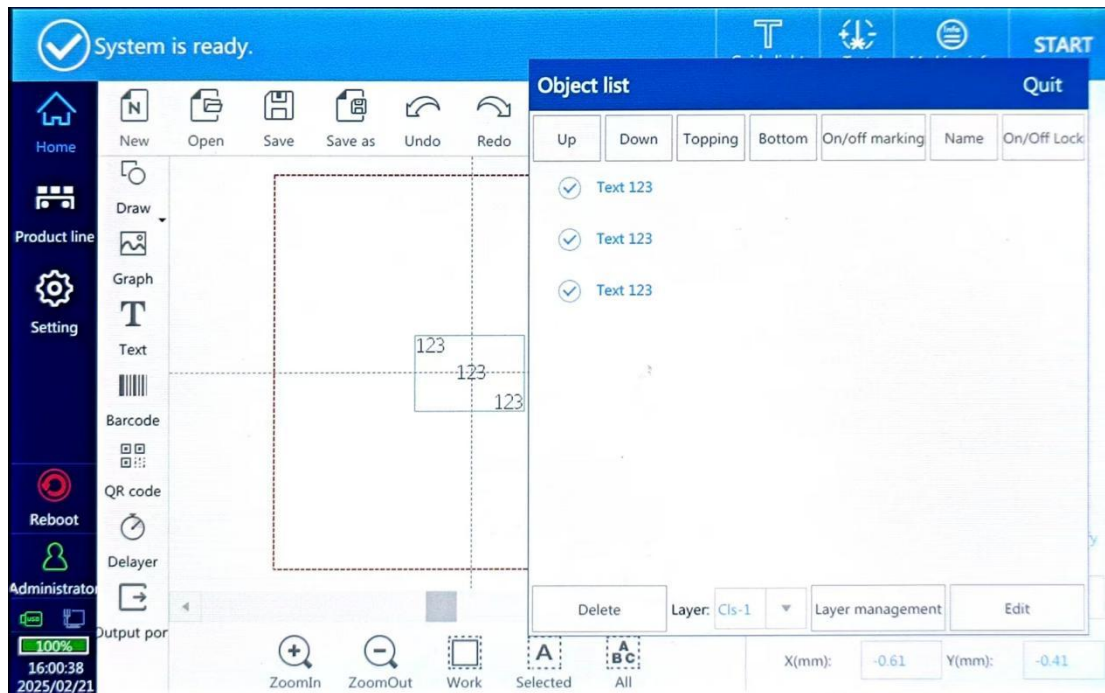 System is ready.
START
Object list
Quit
Home
Product line
Setting
Reboot
Administrator
100%
16:00:38
2025/02/21
New
Open
Save
Save as
Undo
Redo
Draw
Graph
Text
Barcode
QR code
Delayer
Output por
Up
Down
Topping
Bottom
On/off marking
Name
On/Off Lock
Text 123
Text 123
Text 123
123
123
123
Delete
Layer:
Cls-1
Layer management
Edit
ZoomIn
ZoomOut
Work
Selected
All
X(mm):
-0.61
Y(mm):
-0.41